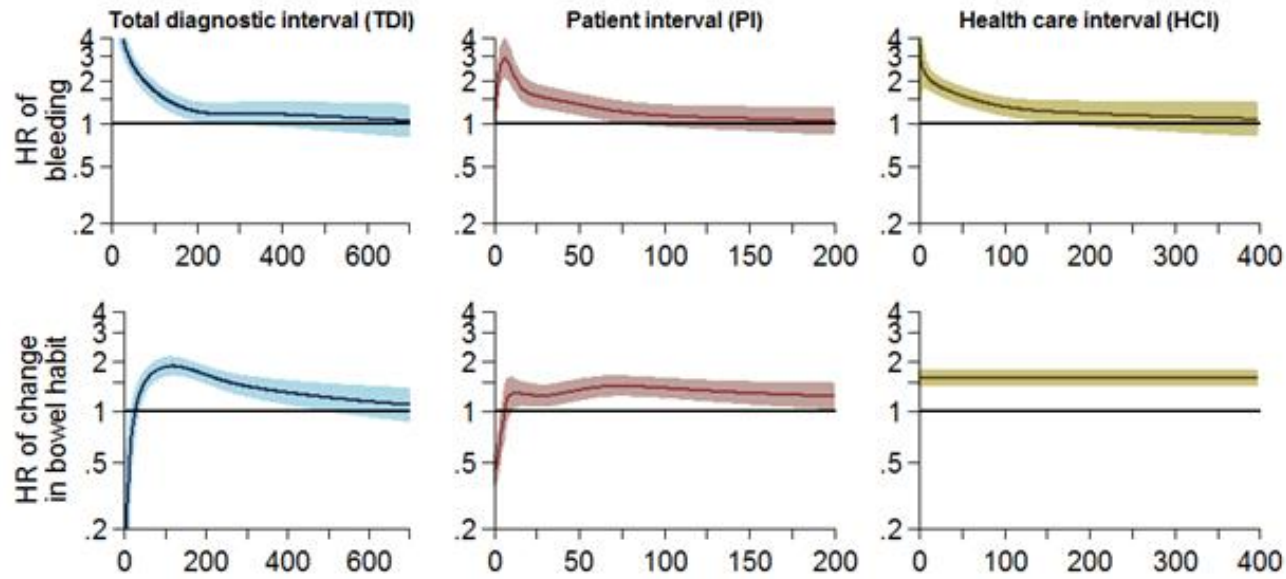 Total diagnostic interval (TDI)
Patient interval (PI)
Health care interval (HCI)
HR of
bleeding
4
3
2
1
.5
.2
0 200 400 600
4
3
2
1
.5
.2
0 50 100 150 200
4
3
2
1
.5
.2
0 100 200 300 400
HR of change
in bowel habit
4
3
2
1
.5
.2
0 200 400 600
4
3
2
1
.5
.2
0 50 100 150 200
4
3
2
1
.5
.2
0 100 200 300 400